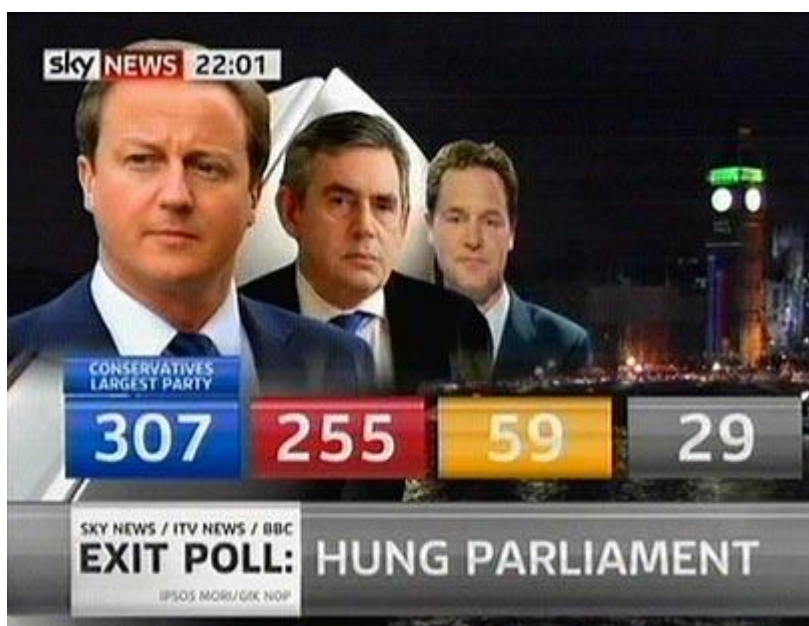 sky NEWS 22:01
CONSERVATIVES
LARGEST PARTY
307 255 59 29
SKY NEWS / ITV NEWS / BBC
EXIT POLL: HUNG PARLIAMENT
IPSOS MORI/GfK NOP